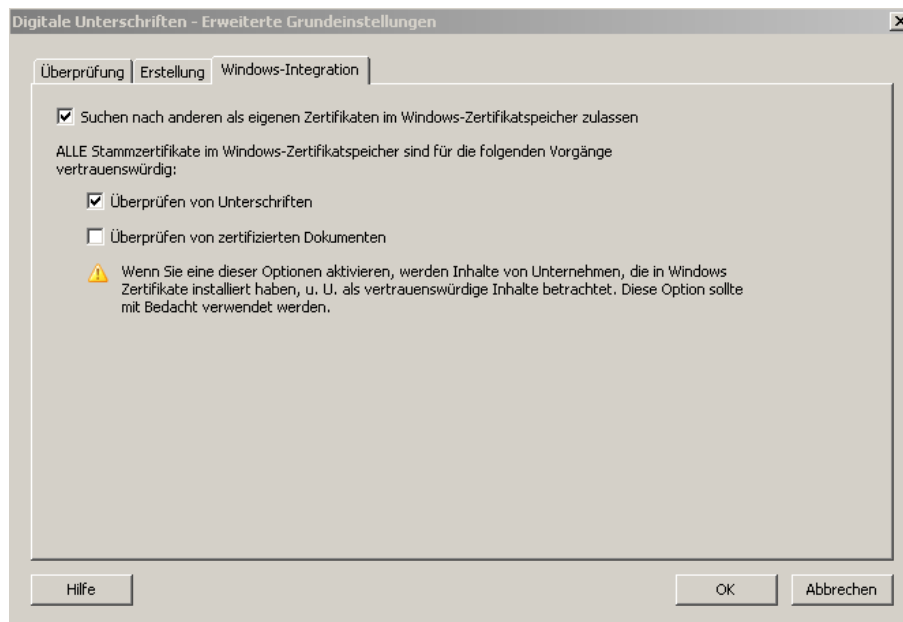 Digitale Unterschriften - Erweiterte Grundeinstellungen
Überprüfung Erstellung Windows-Integration
Suchen nach anderen als eigenen Zertifikaten im Windows-Zertifikatspeicher zulassen
ALLE Stammzertifikate im Windows-Zertifikatspeicher sind für die folgenden Vorgänge
vertrauenswürdig:
Überprüfen von Unterschriften
Überprüfen von zertifizierten Dokumenten
Wenn Sie eine dieser Optionen aktivieren, werden Inhalte von Unternehmen, die in Windows
Zertifikate installiert haben, u. U. als vertrauenswürdige Inhalte betrachtet. Diese Option sollte
mit Bedacht verwendet werden.
Hilfe OK Abbrechen